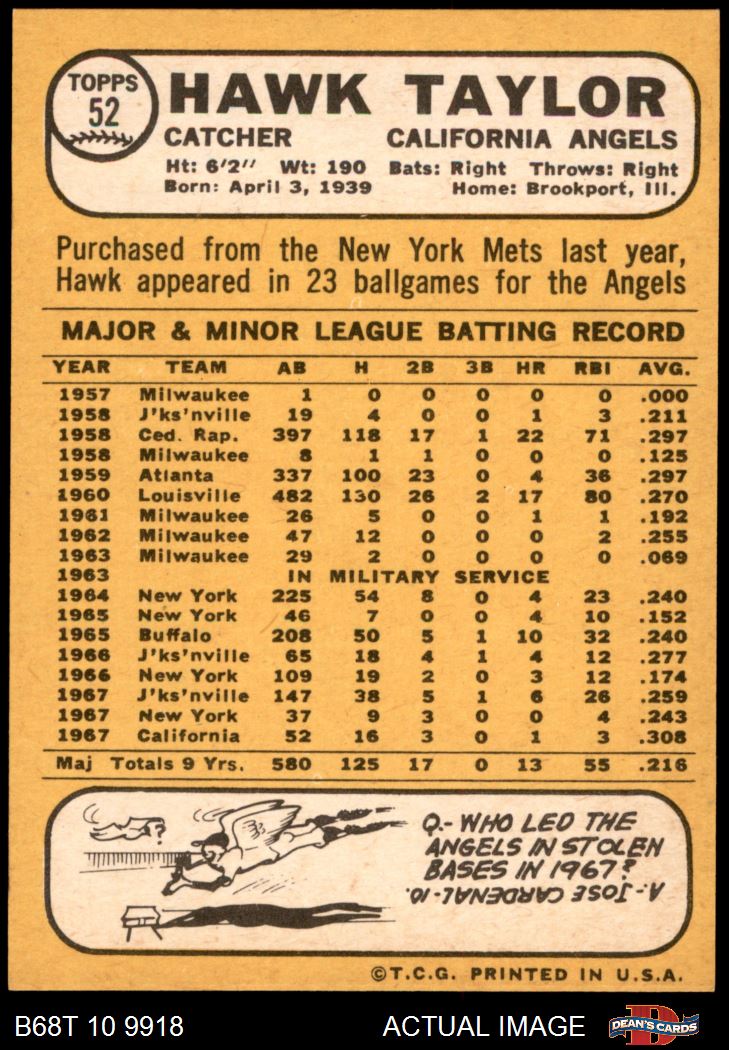 TOPPS
52
HAWK TAYLOR
CATCHER CALIFORNIA ANGELS
Ht: 6'2" Wt: 190 Bats: Right Throws: Right
Born: April 3, 1939 Home: Brookport, Ill.
Purchased from the New York Mets last year,
Hawk appeared in 23 ballgames for the Angels
MAJOR & MINOR LEAGUE BATTING RECORD
YEAR TEAM AB H 2B 3B HR RBI AVG.
1957 Milwaukee 1 0 0 0 0 0 .000
1958 J'ks'nville 19 4 0 0 1 3 .211
1958 Ced. Rap. 397 118 17 1 22 71 .297
1958 Milwaukee 8 1 1 0 0 0 .125
1959 Atlanta 337 100 23 0 4 36 .297
1960 Louisville 482 130 26 2 17 80 .270
1961 Milwaukee 26 5 0 0 1 1 .192
1962 Milwaukee 47 12 0 0 0 2 .255
1963 Milwaukee 29 2 0 0 0 0 .069
1963 IN MILITARY SERVICE
1964 New York 225 54 8 0 4 23 .240
1965 New York 46 7 0 0 4 10 .152
1965 Buffalo 208 50 5 1 10 32 .240
1966 J'ks'nville 65 18 4 1 4 12 .277
1966 New York 109 19 2 0 3 12 .174
1967 J'ks'nville 147 38 5 1 6 26 .259
1967 New York 37 9 3 0 0 4 .243
1967 California 52 16 3 0 1 3 .308
Maj Totals 9 Yrs. 580 125 17 0 13 55 .216
?
Q.- WHO LED THE
ANGELS IN STOLEN
BASES IN 1967?
A.- JOSE CARDENAL-10.
©T.C.G. PRINTED IN U.S.A.
B68T 10 9918 ACTUAL IMAGE D DEAN'S CARDS